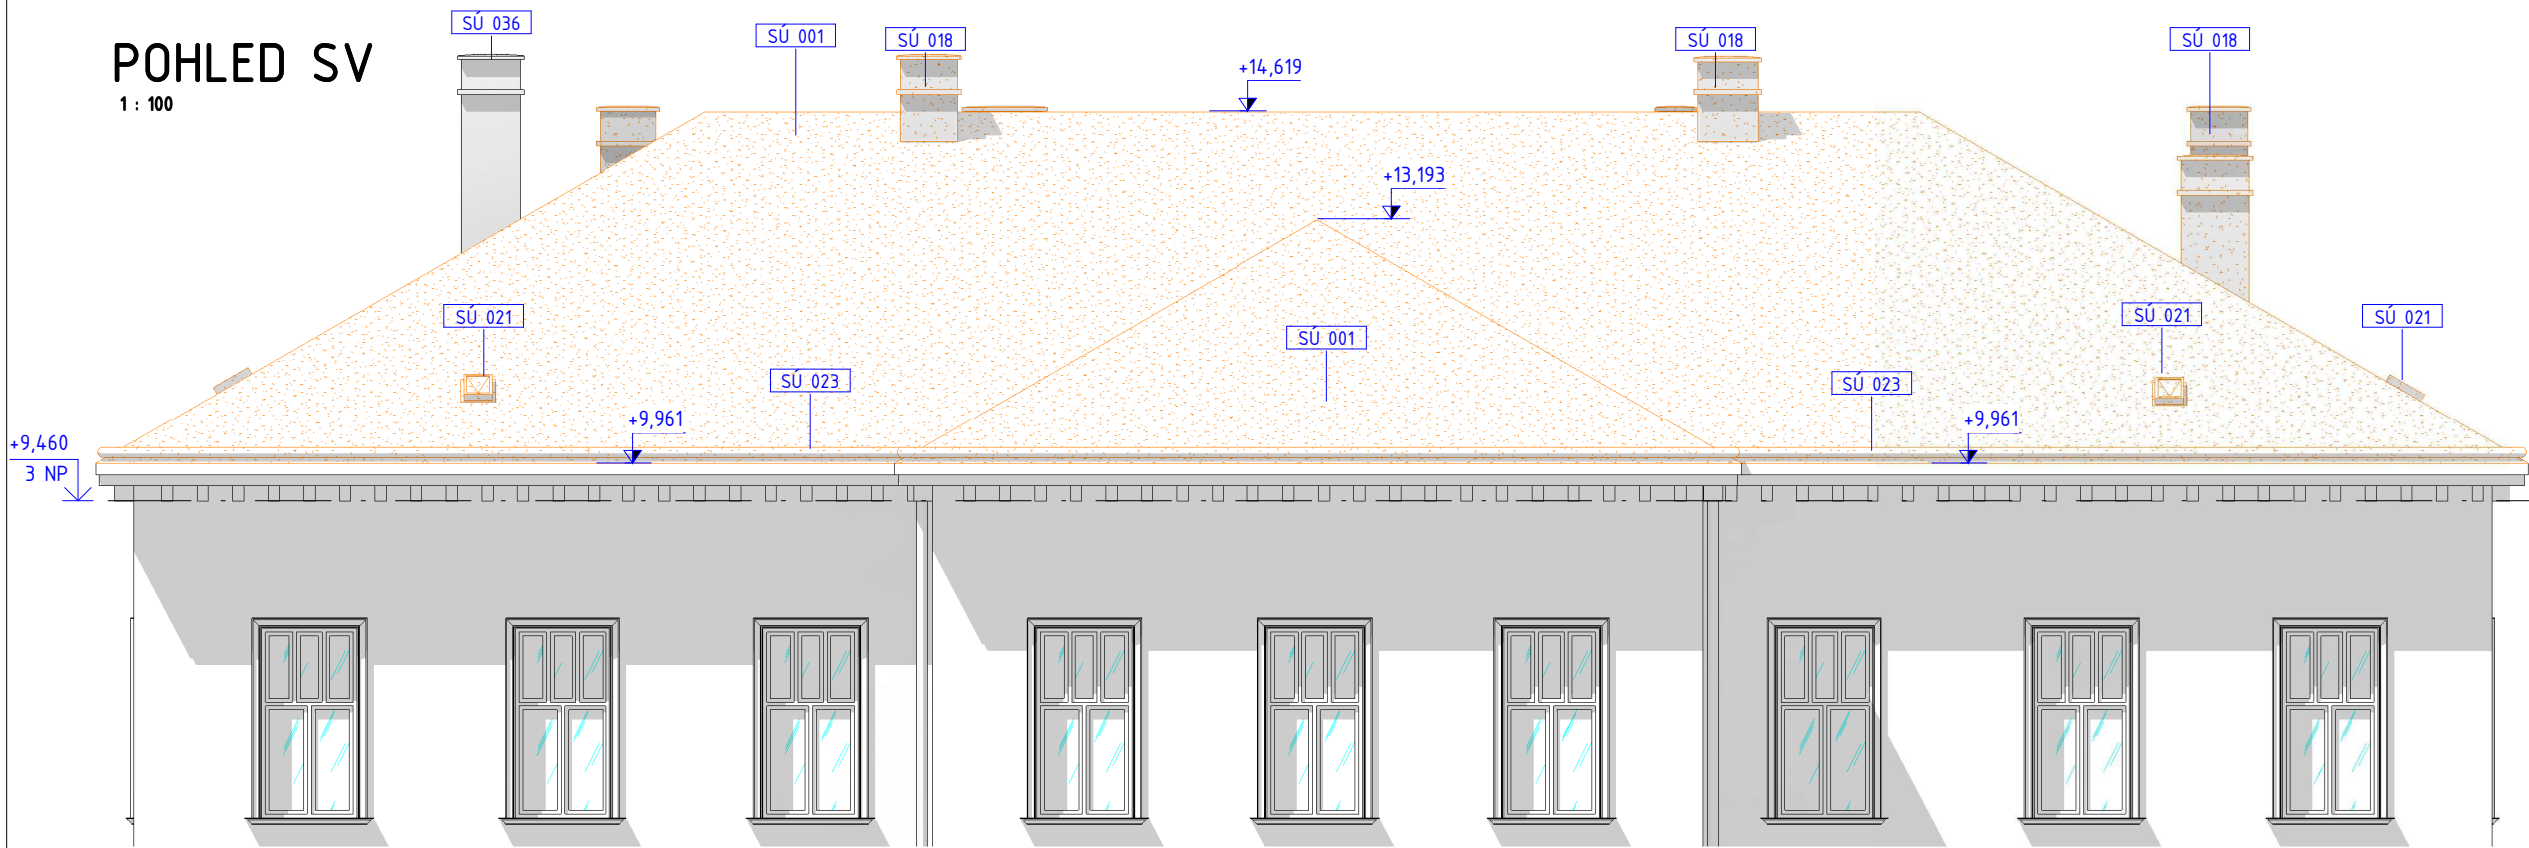 SÚ 036
SÚ 001
SÚ 018
SÚ 018
SÚ 018
POHLED SV
1 : 100
+14,619
+13,193
SÚ 021
SÚ 001
SÚ 021
SÚ 021
SÚ 023
SÚ 023
+9,961
+9,961
+9,460
3 NP